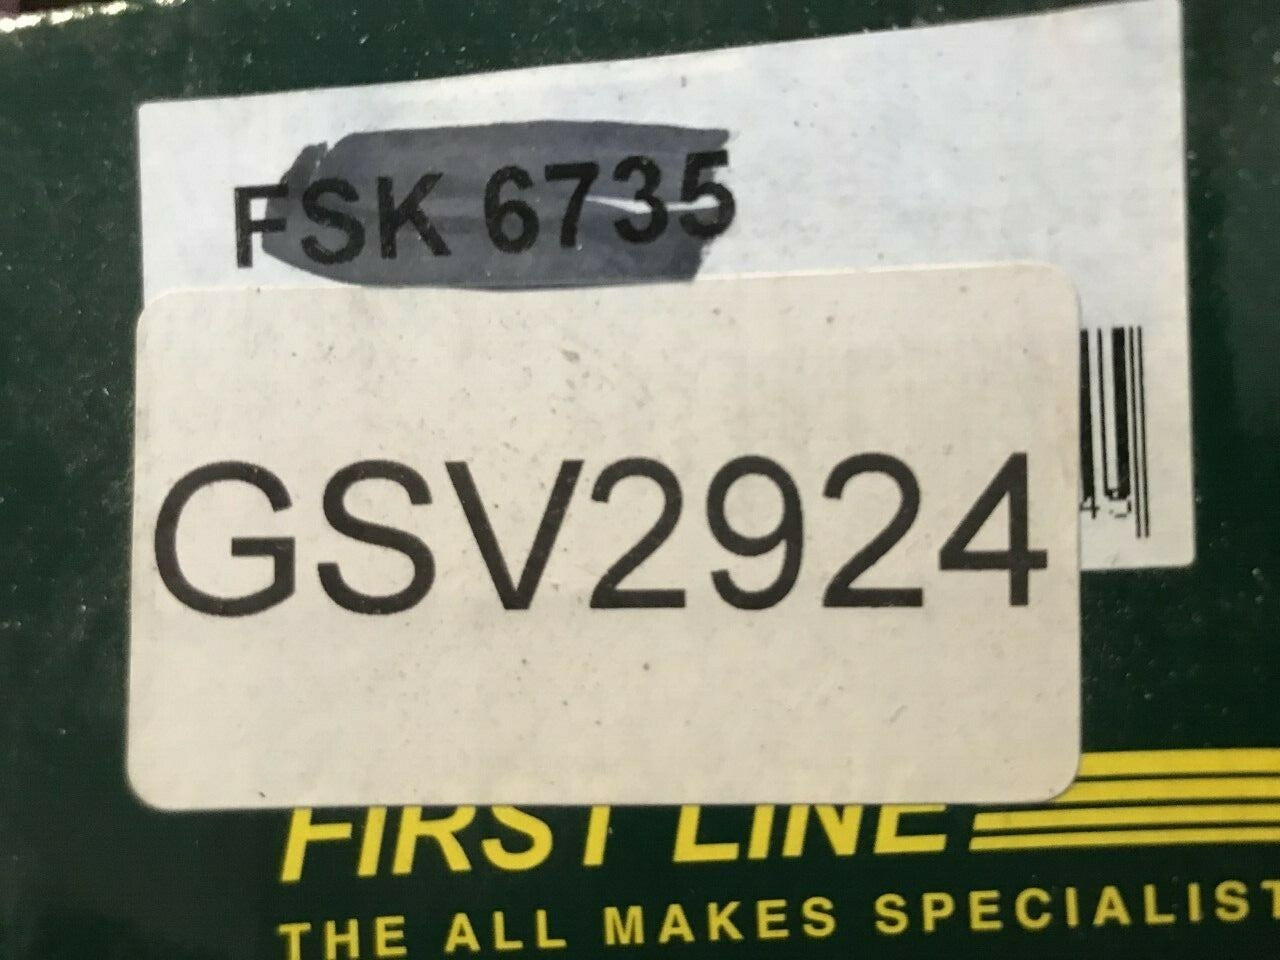 FSK 6735
GSV2924
FIRST LINE
THE ALL MAKES SPECIALIST